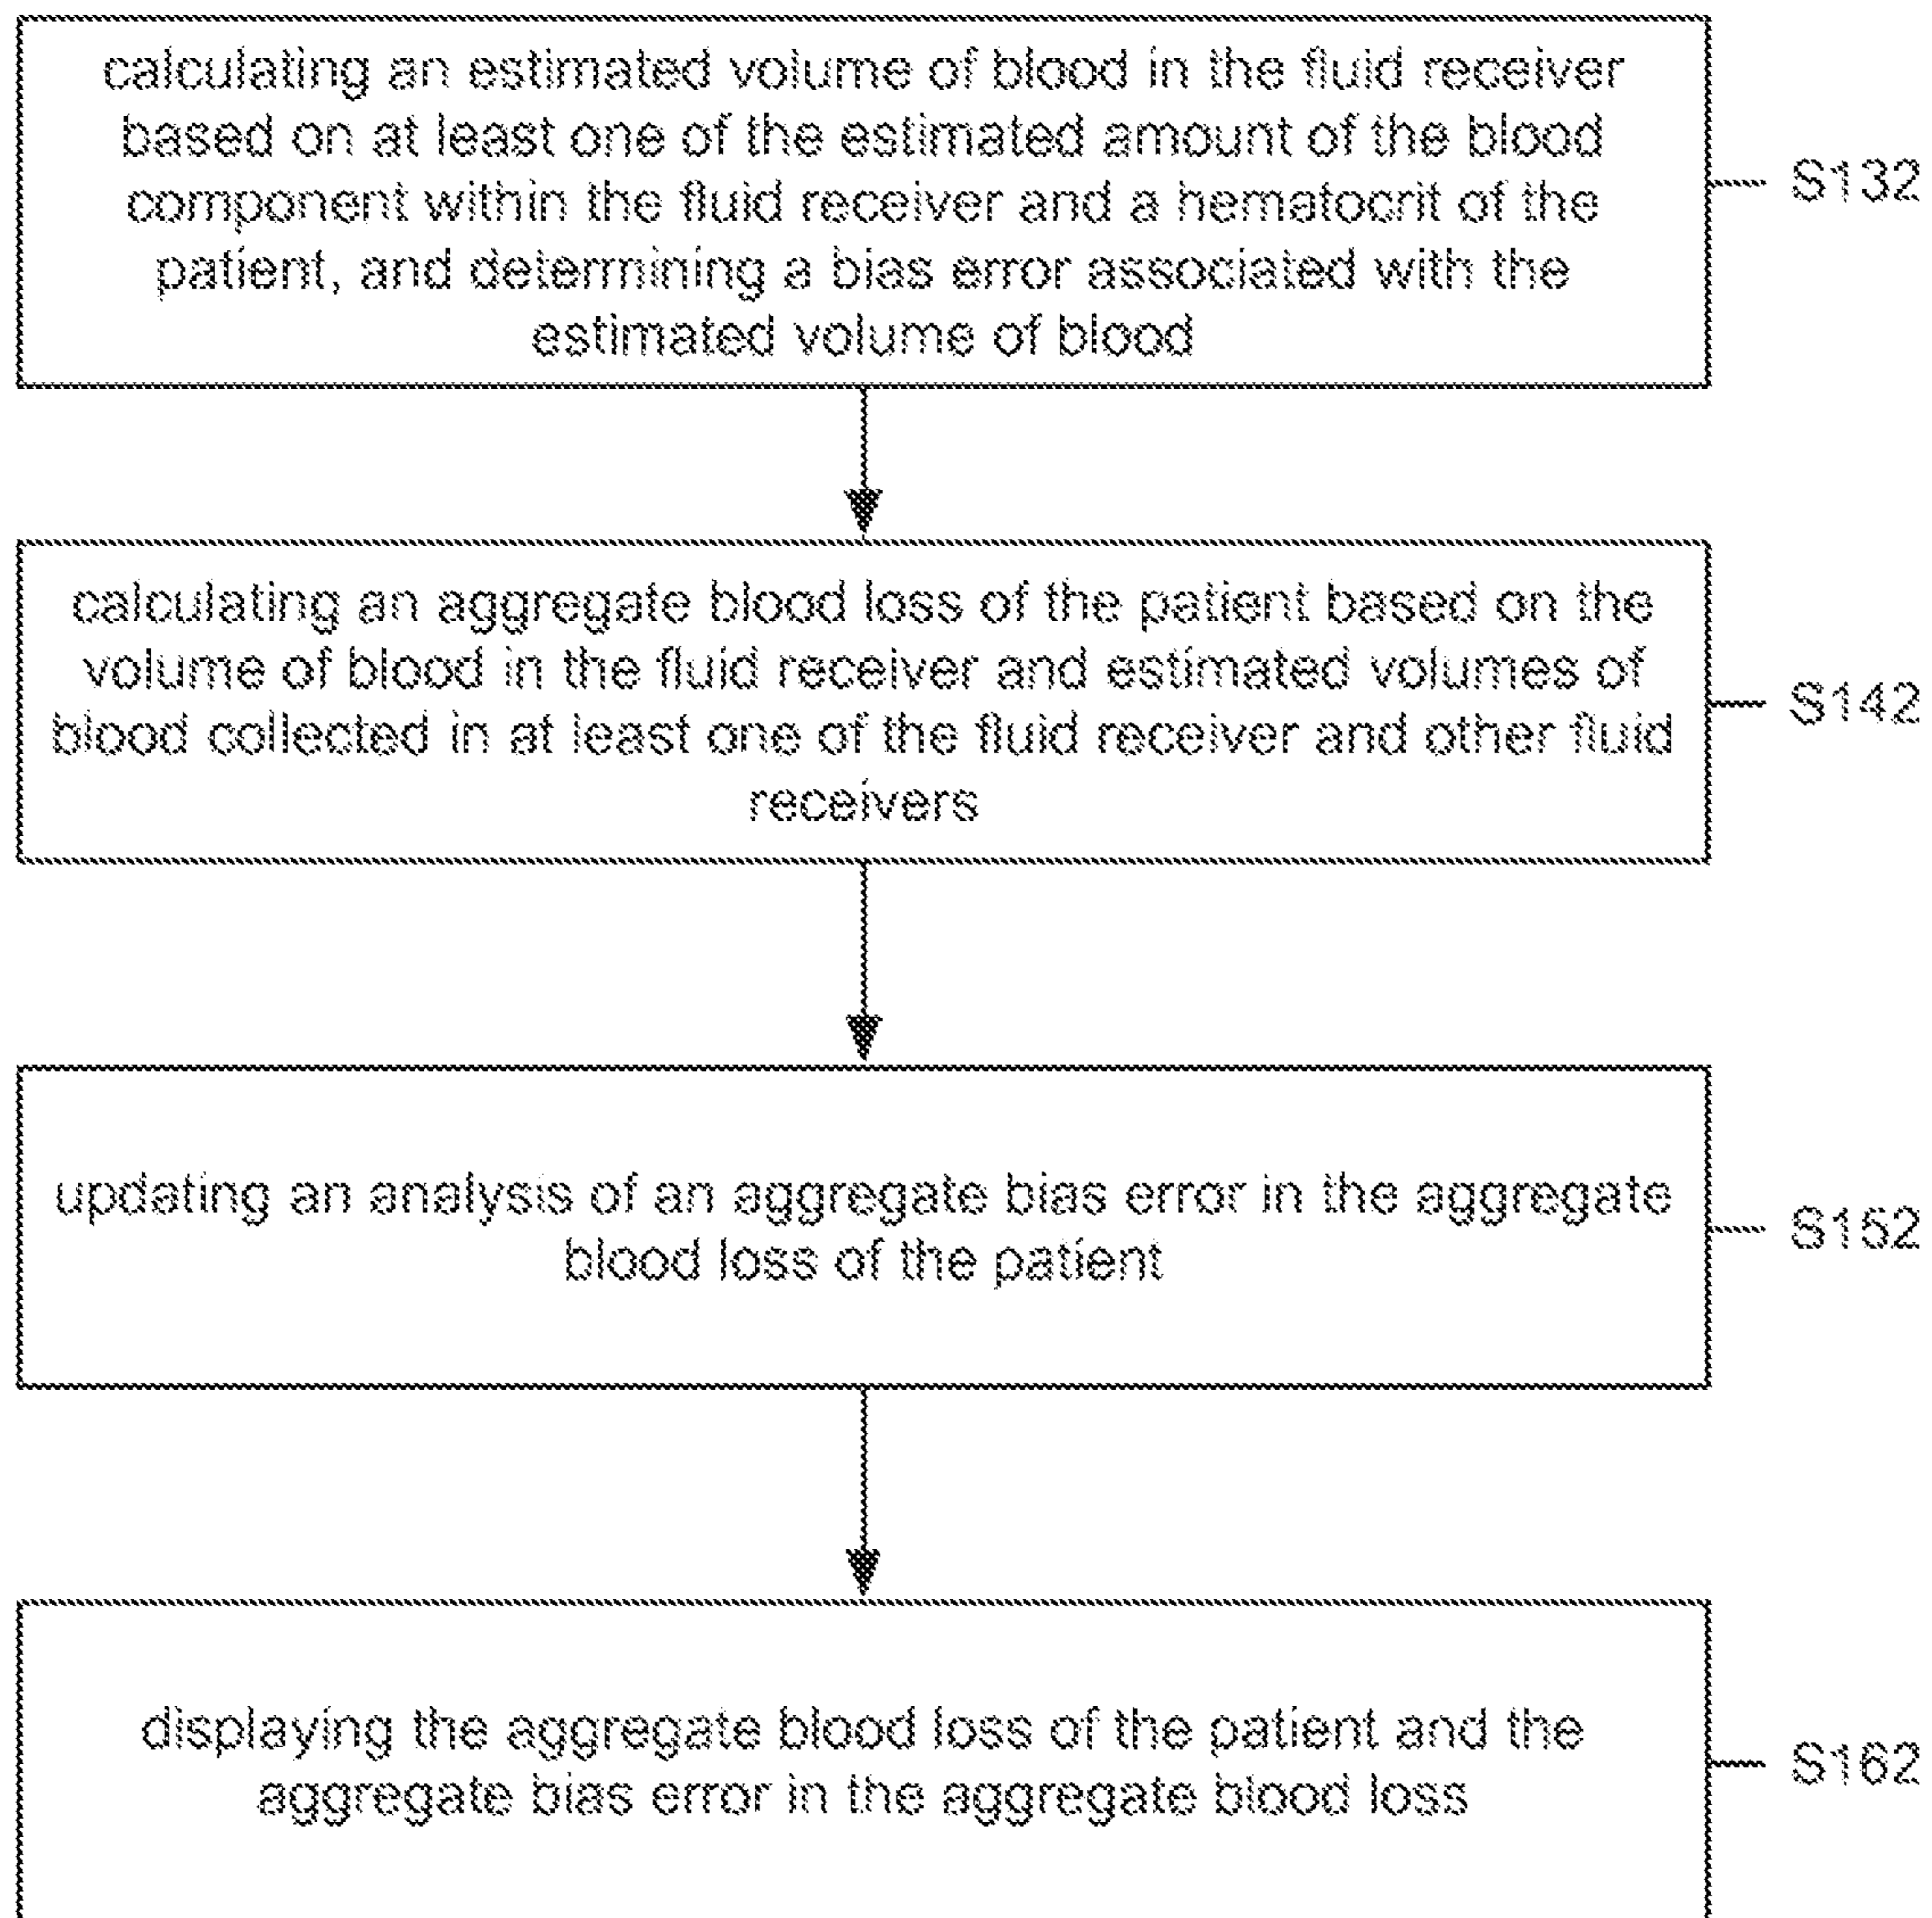 calculating an estimated volume of blood in the fluid receiver
based on at least one of the estimated amount of the blood
component within the fluid receiver and a hematocrit of the
patient, and determining a bias error associated with the
estimated volume of blood
S132
calculating an aggregate blood loss of the patient based on the
volume of blood in the fluid receiver and estimated volumes of
blood collected in at least one of the fluid receiver and other fluid
receivers
S142
updating an analysis of an aggregate bias error in the aggregate
blood loss of the patient
S152
displaying the aggregate blood loss of the patient and the
aggregate bias error in the aggregate blood loss
S162